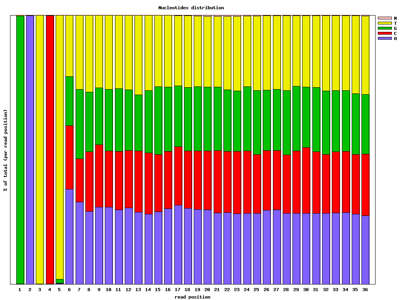 Nucleotides distribution
N
T
G
C
A
% of total (per read position)
1 2 3 4 5 6 7 8 9 10 11 12 13 14 15 16 17 18 19 20 21 22 23 24 25 26 27 28 29 30 31 32 33 34 35 36
read position